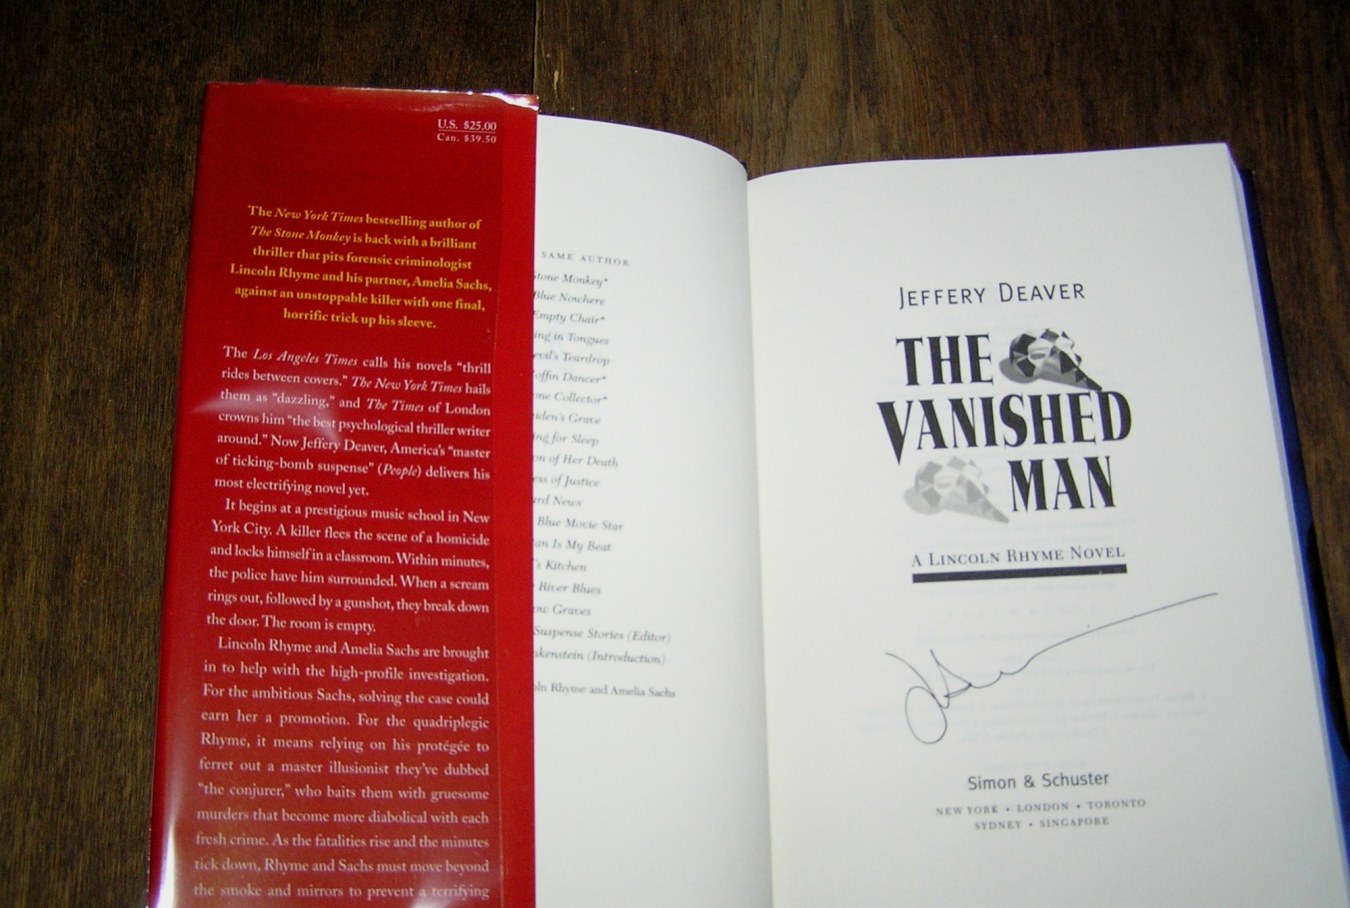 U.S. $25.00
Can. $39.50
The New York Times bestselling author of
The Stone Monkey is back with a brilliant
thriller that pits forensic criminologist
Lincoln Rhyme and his partner, Amelia Sachs,
against an unstoppable killer with one final,
horrific trick up his sleeve.
The Los Angeles Times calls his novels "thrill
rides between covers." The New York Times hails
them as "dazzling," and The Times of London
crowns him "the best psychological thriller writer
around." Now Jeffery Deaver, America's "master
of ticking-bomb suspense" (People) delivers his
most electrifying novel yet.
It begins at a prestigious music school in New
York City. A killer flees the scene of a homicide
and locks himself in a classroom. Within minutes,
the police have him surrounded. When a scream
rings out, followed by a gunshot, they break down
the door. The room is empty.
Lincoln Rhyme and Amelia Sachs are brought
in to help with the high-profile investigation.
For the ambitious Sachs, solving the case could
earn her a promotion. For the quadriplegic
Rhyme, it means relying on his protégée to
ferret out a master illusionist they've dubbed
"the conjurer," who baits them with gruesome
murders that become more diabolical with each
fresh crime. As the fatalities rise and the minutes
tick down, Rhyme and Sachs must move beyond
the smoke and mirrors to prevent a terrifying
SAME AUTHOR
Stone Monkey*
Blue Nowhere
Empty Chair*
ing in Tongues
evil's Teardrop
offin Dancer*
one Collector*
iden's Grave
ing for Sleep
on of Her Death
ess of Justice
ard News
Blue Movie Star
an Is My Beat
's Kitchen
River Blues
ow Graves
Suspense Stories (Editor)
nkenstein (Introduction)
oln Rhyme and Amelia Sachs
JEFFERY DEAVER
THE
VANISHED
MAN
A LINCOLN RHYME NOVEL
Simon & Schuster
NEW YORK • LONDON • TORONTO
SYDNEY • SINGAPORE